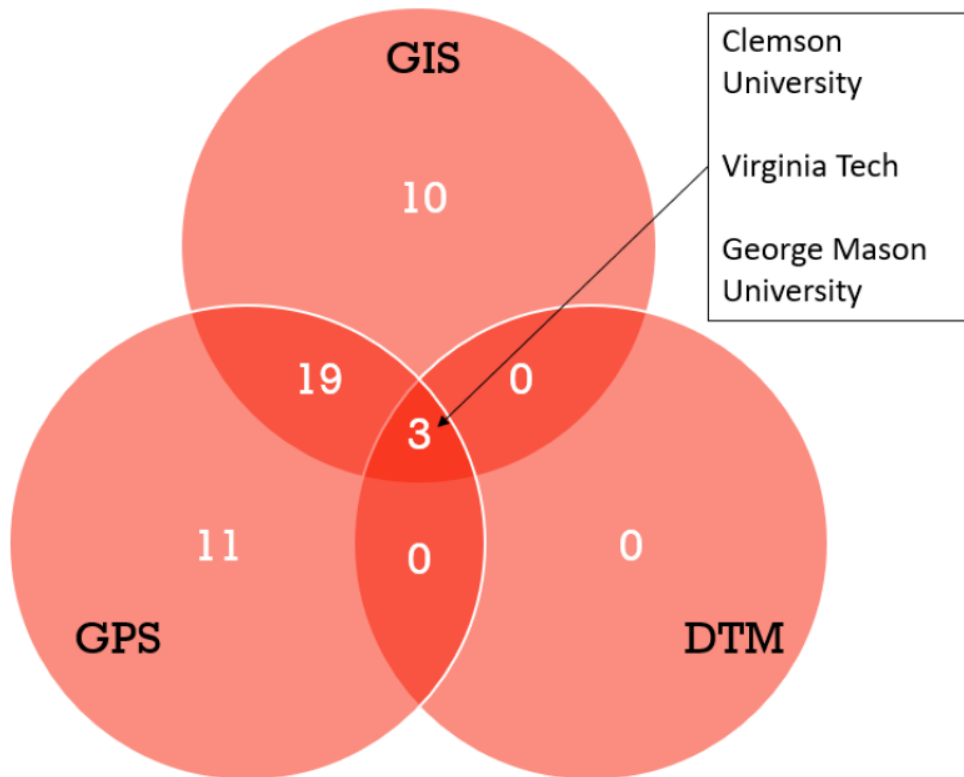 GIS
Clemson
University
10
Virginia Tech
George Mason
University
19
0
3
11
0
0
GPS
DTM